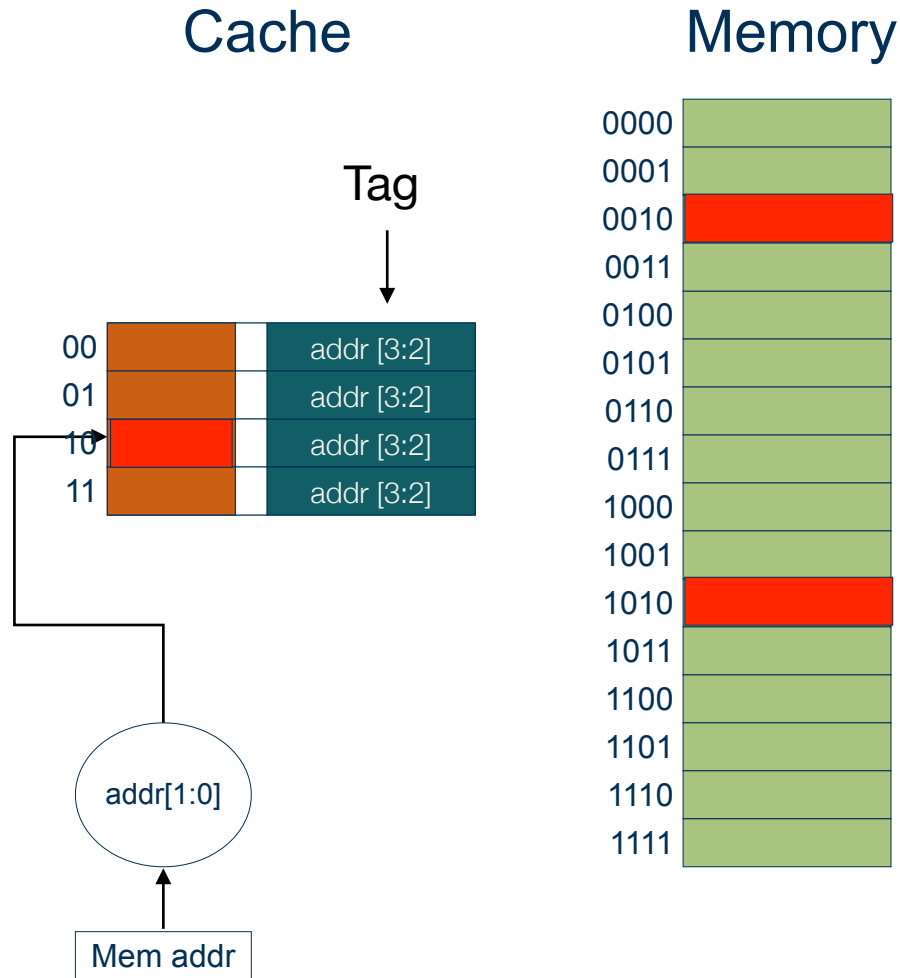 Cache
Memory
Tag
00 addr [3:2]
01 addr [3:2]
10 addr [3:2]
11 addr [3:2]
addr[1:0]
Mem addr
0000
0001
0010
0011
0100
0101
0110
0111
1000
1001
1010
1011
1100
1101
1110
1111